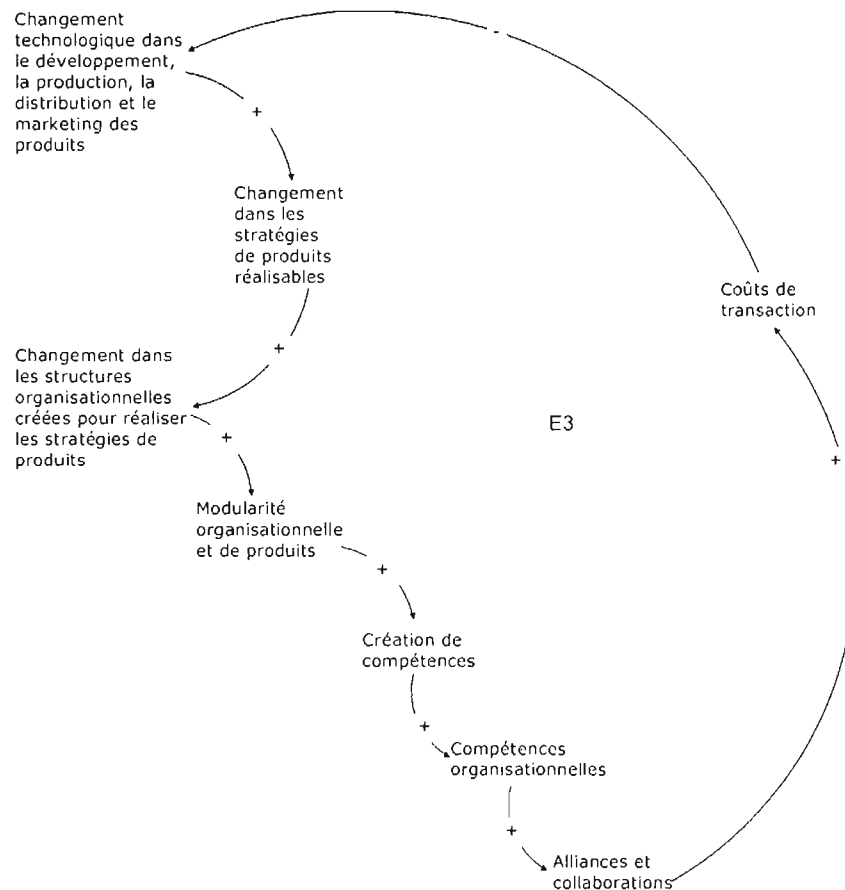 Changement
technologique dans
le développement,
la production, la
distribution et le
marketing des
produits
-
+
Changement
dans les
stratégies
de produits
réalisables
Coûts de
transaction
+
Changement dans
les structures
organisationnelles
créées pour réaliser
les stratégies de
produits
E3
+
+
Modularité
organisationnelle
et de produits
+
Création de
compétences
+
Compétences
organisationnelles
+
Alliances et
collaborations